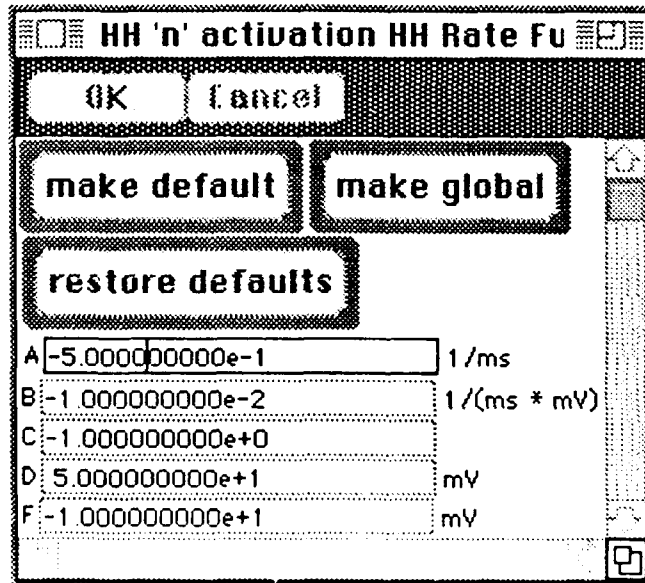 HH 'n' activation HH Rate Fu
OK Cancel
make default make global
restore defaults
A -5.000000000e-1 1/ms
B -1.000000000e-2 1/(ms * mV)
C -1.000000000e+0
D 5.000000000e+1 mV
F -1.000000000e+1 mV